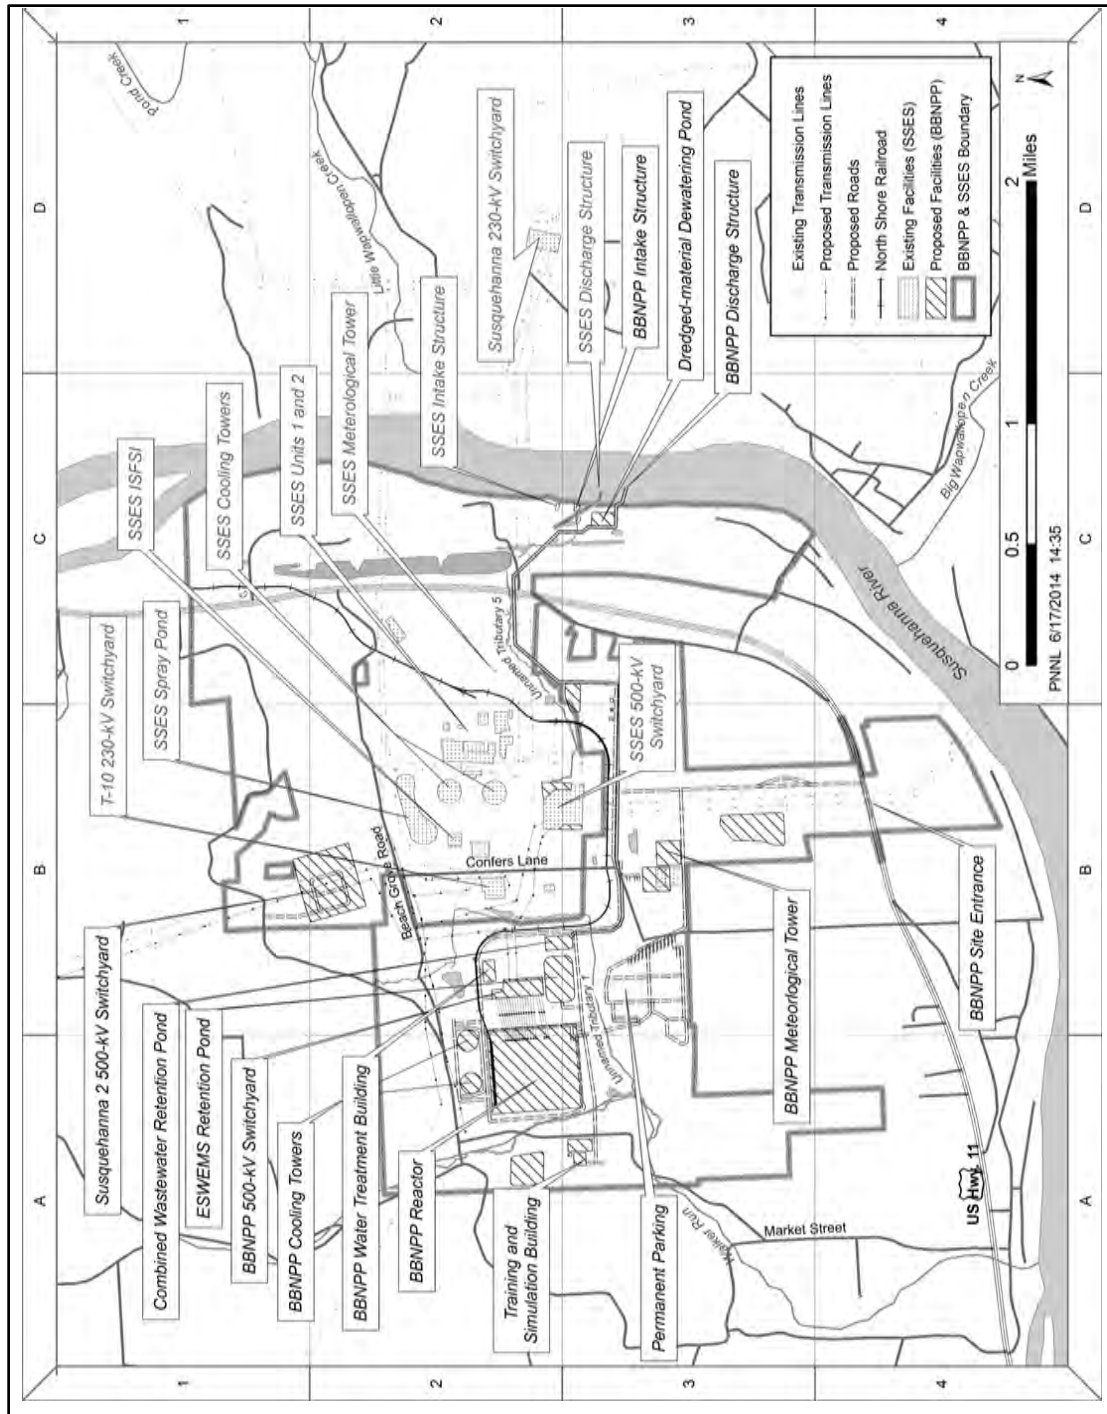 1
2
3
4
A
B
C
D
Susquehanna 2 500-kV Switchyard
Combined Wastewater Retention Pond
ESWEMS Retention Pond
BBNPP 500-kV Switchyard
BBNPP Cooling Towers
BBNPP Water Treatment Building
BBNPP Reactor
Training and
Simulation Building
Permanent Parking
T-10 230-kV Switchyard
SSES Spray Pond
SSES ISFSI
SSES Cooling Towers
SSES Units 1 and 2
SSES Meterological Tower
SSES Intake Structure
Susquehanna 230-kV Switchyard
SSES Discharge Structure
BBNPP Intake Structure
Dredged-material Dewatering Pond
BBNPP Discharge Structure
SSES 500-kV
Switchyard
BBNPP Meteorlogical Tower
BBNPP Site Entrance
Pond Creek
Little Wapwallopen Creek
Beach Grove Road
Confers Lane
Unnamed Tributary 5
Unnamed Tributary 1
Walker Run
Market Street
US Hwy 11
Susquehanna River
Big Wapwallopen Creek
Existing Transmission Lines
Proposed Transmission Lines
Proposed Roads
North Shore Railroad
Existing Facilities (SSES)
Proposed Facilities (BBNPP)
BBNPP & SSES Boundary
N
0 0.5 1 2
Miles
PNNL 6/17/2014 14:35
A
B
C
D
1
2
3
4